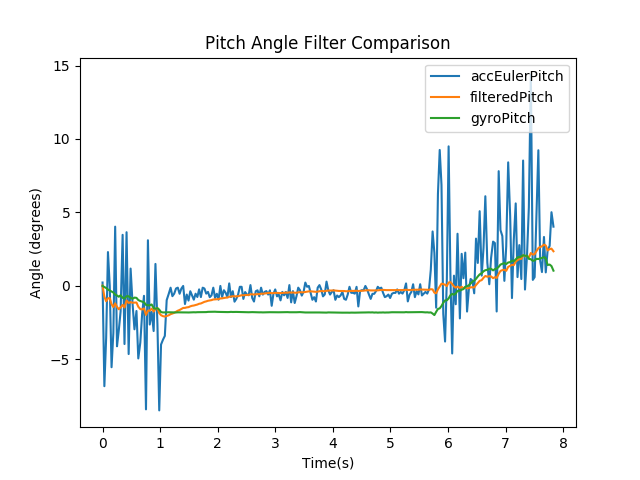 Pitch Angle Filter Comparison
15
10
5
0
−5
Angle (degrees)
accEulerPitch
filteredPitch
gyroPitch
0 1 2 3 4 5 6 7 8
Time(s)